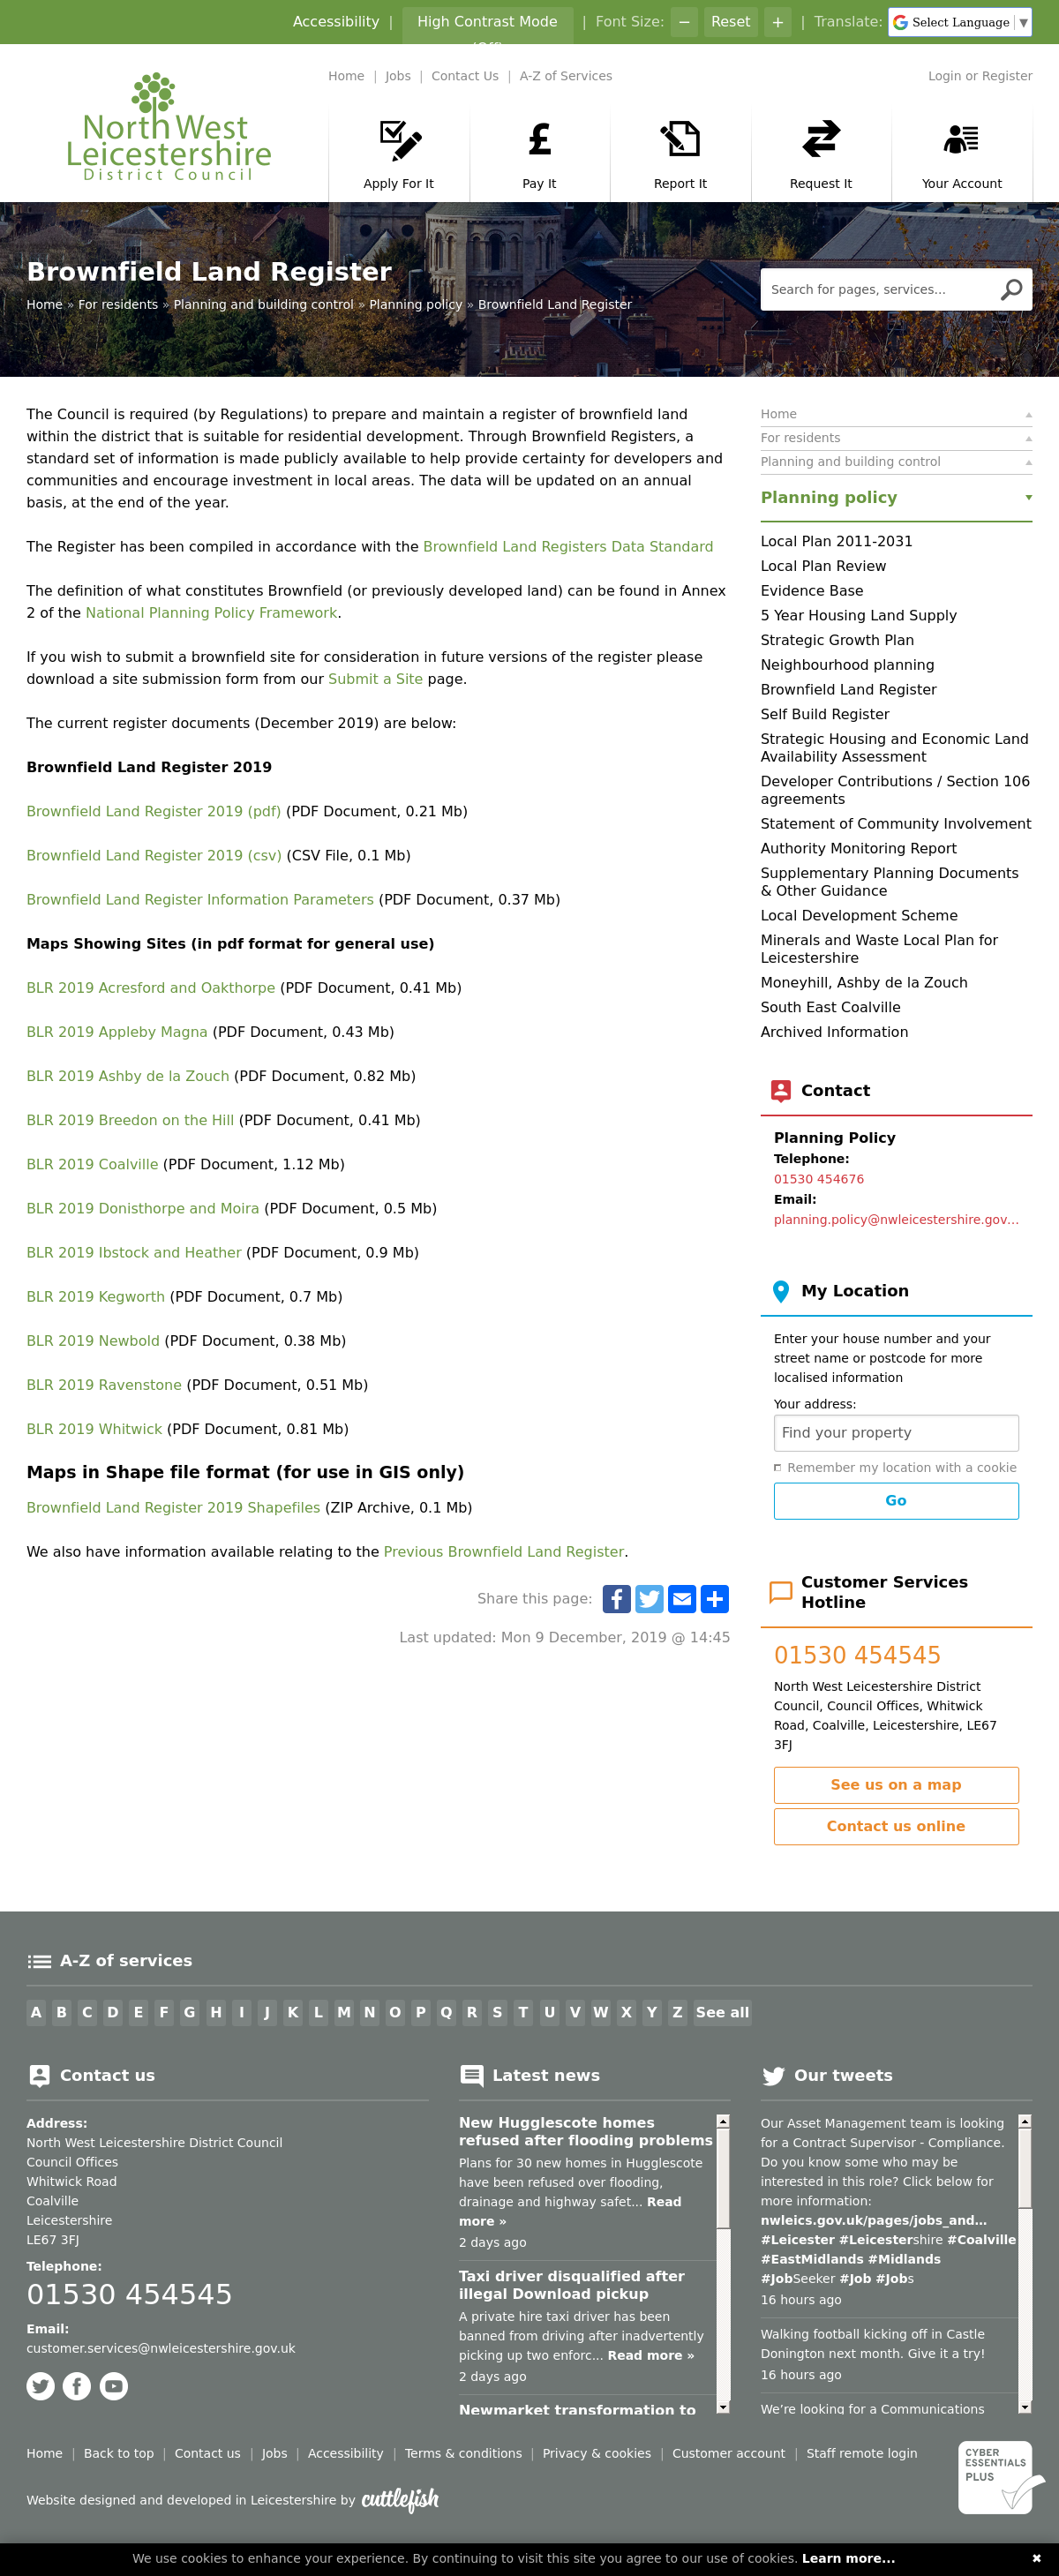 Accessibility | High Contrast Mode | Font Size: − Reset + | Translate: Select Language ▼
Home | Jobs | Contact Us | A-Z of Services
Login or Register
North West
Leicestershire
District Council
Apply For It
Pay It
Report It
Request It
Your Account
Brownfield Land Register
Home » For residents » Planning and building control » Planning policy » Brownfield Land Register
Search for pages, services...
The Council is required (by Regulations) to prepare and maintain a register of brownfield land
within the district that is suitable for residential development. Through Brownfield Registers, a
standard set of information is made publicly available to help provide certainty for developers and
communities and encourage investment in local areas. The data will be updated on an annual
basis, at the end of the year.
The Register has been compiled in accordance with the Brownfield Land Registers Data Standard
The definition of what constitutes Brownfield (or previously developed land) can be found in Annex
2 of the National Planning Policy Framework.
If you wish to submit a brownfield site for consideration in future versions of the register please
download a site submission form from our Submit a Site page.
The current register documents (December 2019) are below:
Brownfield Land Register 2019
Brownfield Land Register 2019 (pdf) (PDF Document, 0.21 Mb)
Brownfield Land Register 2019 (csv) (CSV File, 0.1 Mb)
Brownfield Land Register Information Parameters (PDF Document, 0.37 Mb)
Maps Showing Sites (in pdf format for general use)
BLR 2019 Acresford and Oakthorpe (PDF Document, 0.41 Mb)
BLR 2019 Appleby Magna (PDF Document, 0.43 Mb)
BLR 2019 Ashby de la Zouch (PDF Document, 0.82 Mb)
BLR 2019 Breedon on the Hill (PDF Document, 0.41 Mb)
BLR 2019 Coalville (PDF Document, 1.12 Mb)
BLR 2019 Donisthorpe and Moira (PDF Document, 0.5 Mb)
BLR 2019 Ibstock and Heather (PDF Document, 0.9 Mb)
BLR 2019 Kegworth (PDF Document, 0.7 Mb)
BLR 2019 Newbold (PDF Document, 0.38 Mb)
BLR 2019 Ravenstone (PDF Document, 0.51 Mb)
BLR 2019 Whitwick (PDF Document, 0.81 Mb)
Maps in Shape file format (for use in GIS only)
Brownfield Land Register 2019 Shapefiles (ZIP Archive, 0.1 Mb)
We also have information available relating to the Previous Brownfield Land Register.
Share this page:
Last updated: Mon 9 December, 2019 @ 14:45
Home
For residents
Planning and building control
Planning policy
Local Plan 2011-2031
Local Plan Review
Evidence Base
5 Year Housing Land Supply
Strategic Growth Plan
Neighbourhood planning
Brownfield Land Register
Self Build Register
Strategic Housing and Economic Land
Availability Assessment
Developer Contributions / Section 106
agreements
Statement of Community Involvement
Authority Monitoring Report
Supplementary Planning Documents
& Other Guidance
Local Development Scheme
Minerals and Waste Local Plan for
Leicestershire
Moneyhill, Ashby de la Zouch
South East Coalville
Archived Information
Contact
Planning Policy
Telephone:
01530 454676
Email:
planning.policy@nwleicestershire.gov...
My Location
Enter your house number and your
street name or postcode for more
localised information
Your address:
Find your property
Remember my location with a cookie
Go
Customer Services
Hotline
01530 454545
North West Leicestershire District
Council, Council Offices, Whitwick
Road, Coalville, Leicestershire, LE67
3FJ
See us on a map
Contact us online
A-Z of services
A B C D E F G H I J K L M N O P Q R S T U V W X Y Z See all
Contact us
Address:
North West Leicestershire District Council
Council Offices
Whitwick Road
Coalville
Leicestershire
LE67 3FJ
Telephone:
01530 454545
Email:
customer.services@nwleicestershire.gov.uk
Latest news
New Hugglescote homes
refused after flooding problems
Plans for 30 new homes in Hugglescote
have been refused over flooding,
drainage and highway safet... Read
more »
2 days ago
Taxi driver disqualified after
illegal Download pickup
A private hire taxi driver has been
banned from driving after inadvertently
picking up two enforc... Read more »
2 days ago
Newmarket transformation to
Our tweets
Our Asset Management team is looking
for a Contract Supervisor - Compliance.
Do you know some who may be
interested in this role? Click below for
more information:
nwleics.gov.uk/pages/jobs_and…
#Leicester #Leicestershire #Coalville
#EastMidlands #Midlands
#JobSeeker #Job #Jobs
16 hours ago
Walking football kicking off in Castle
Donington next month. Give it a try!
16 hours ago
We're looking for a Communications
Home | Back to top | Contact us | Jobs | Accessibility | Terms & conditions | Privacy & cookies | Customer account | Staff remote login
Website designed and developed in Leicestershire by cuttlefish
CYBER
ESSENTIALS
PLUS
We use cookies to enhance your experience. By continuing to visit this site you agree to our use of cookies. Learn more... ✖